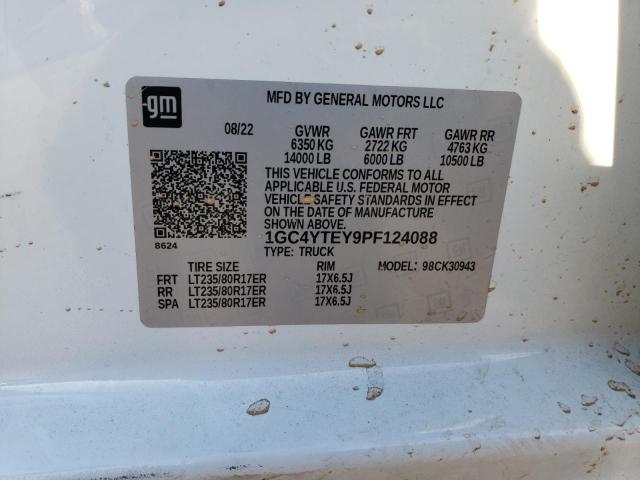 gm
MFD BY GENERAL MOTORS LLC
08/22 GVWR GAWR FRT GAWR RR
6350 KG 2722 KG 4763 KG
14000 LB 6000 LB 10500 LB
THIS VEHICLE CONFORMS TO ALL
APPLICABLE U.S. FEDERAL MOTOR
VEHICLE SAFETY STANDARDS IN EFFECT
ON THE DATE OF MANUFACTURE
SHOWN ABOVE.
1GC4YTEY9PF124088
8624
TYPE: TRUCK MODEL: 98CK30943
TIRE SIZE RIM
FRT LT235/80R17ER 17X6.5J
RR LT235/80R17ER 17X6.5J
SPA LT235/80R17ER 17X6.5J